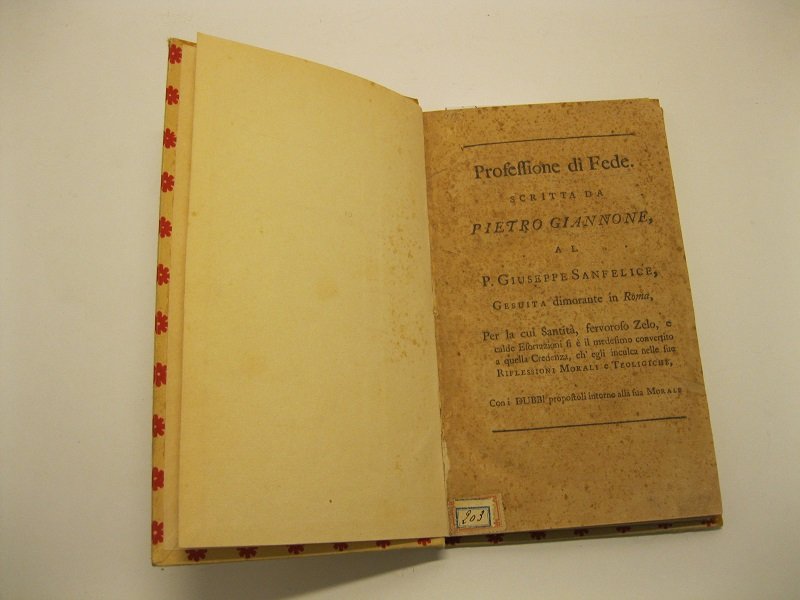 Profeſſione di Fede.
SCRITTA DA
PIETRO GIANNONE,
AL
P. GIUSEPPE SANFELICE,
GESUITA dimorante in Roma,
Per la cui Santità, fervoroſo Zelo, e
calde Eſortazioni ſi è il medeſimo convertito
a quella Credenza, ch' egli inculca nelle ſue
RIFLESSIONI MORALI e TEOLIGICHE,
Con i DUBBI propoſtoli intorno alla ſua MORALE
203